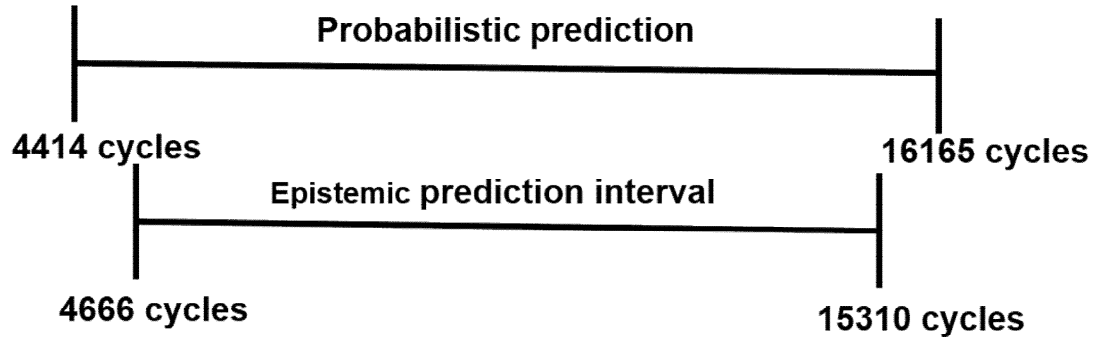 Probabilistic prediction
4414 cycles
16165 cycles
Epistemic prediction interval
4666 cycles
15310 cycles